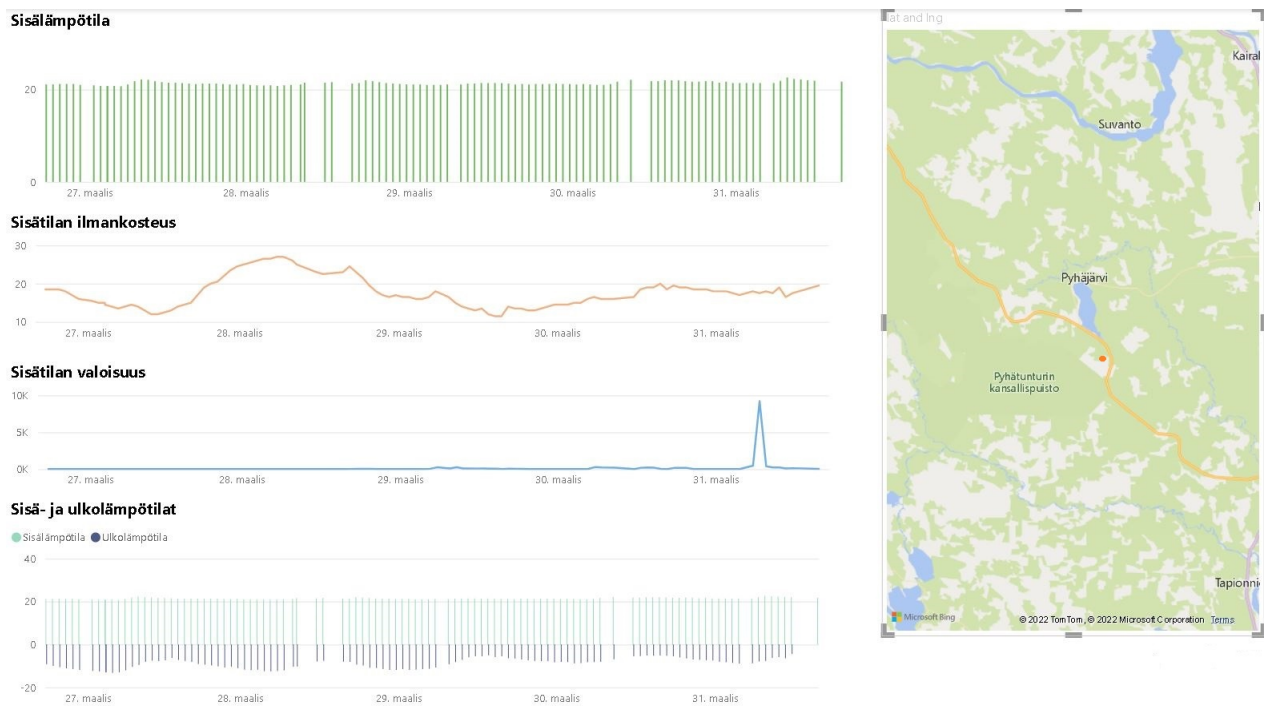 Sisälämpötila
20
0
27. maalis 28. maalis 29. maalis 30. maalis 31. maalis
Sisätilan ilmankosteus
30
20
10
27. maalis 28. maalis 29. maalis 30. maalis 31. maalis
Sisätilan valoisuus
10K
5K
0K
27. maalis 28. maalis 29. maalis 30. maalis 31. maalis
Sisä- ja ulkolämpötilat
Sisälämpötila Ulkolämpötila
40
20
0
-20
27. maalis 28. maalis 29. maalis 30. maalis 31. maalis
lat and lng
Kairal
Suvanto
Pyhäjärvi
Pyhätunturin
kansallispuisto
Tapionni
Microsoft Bing
© 2022 TomTom, © 2022 Microsoft Corporation Terms